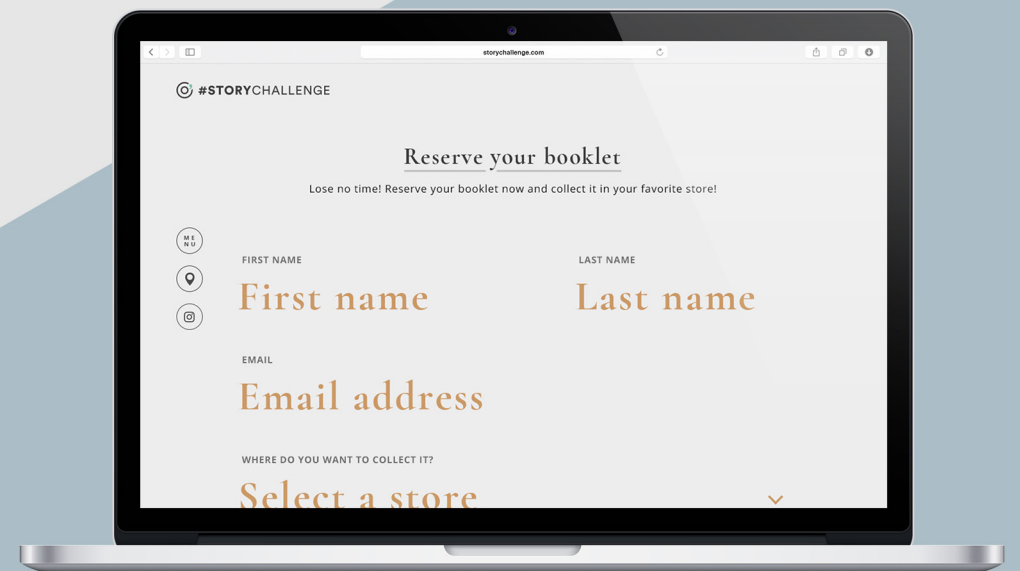 storychallenge.com
#STORYCHALLENGE
Reserve your booklet
Lose no time! Reserve your booklet now and collect it in your favorite store!
ME
NU
FIRST NAME
LAST NAME
First name
Last name
EMAIL
Email address
WHERE DO YOU WANT TO COLLECT IT?
Select a store